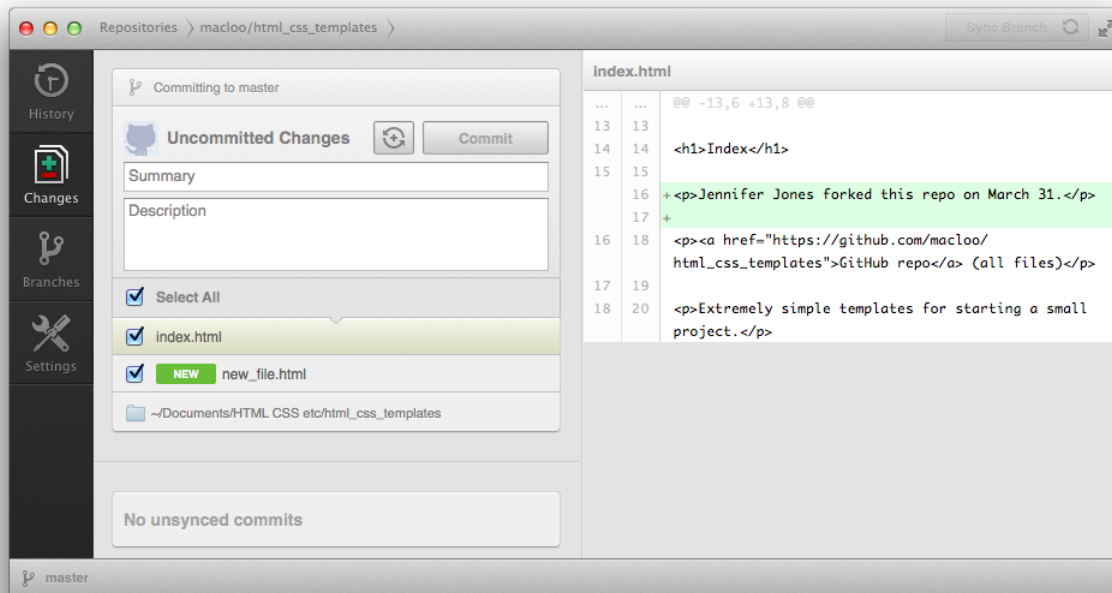 Repositories macloo/html_css_templates
Sync Branch
History
Changes
Branches
Settings
Committing to master
Uncommitted Changes
Commit
Summary
Description
Select All
index.html
NEW new_file.html
~/Documents/HTML CSS etc/html_css_templates
No unsynced commits
index.html
... ... @@ -13,6 +13,8 @@
13 13
14 14 <h1>Index</h1>
15 15
16 +<p>Jennifer Jones forked this repo on March 31.</p>
17 +
16 18 <p><a href="https://github.com/macloo/
html_css_templates">GitHub repo</a> (all files)</p>
17 19
18 20 <p>Extremely simple templates for starting a small
project.</p>
master